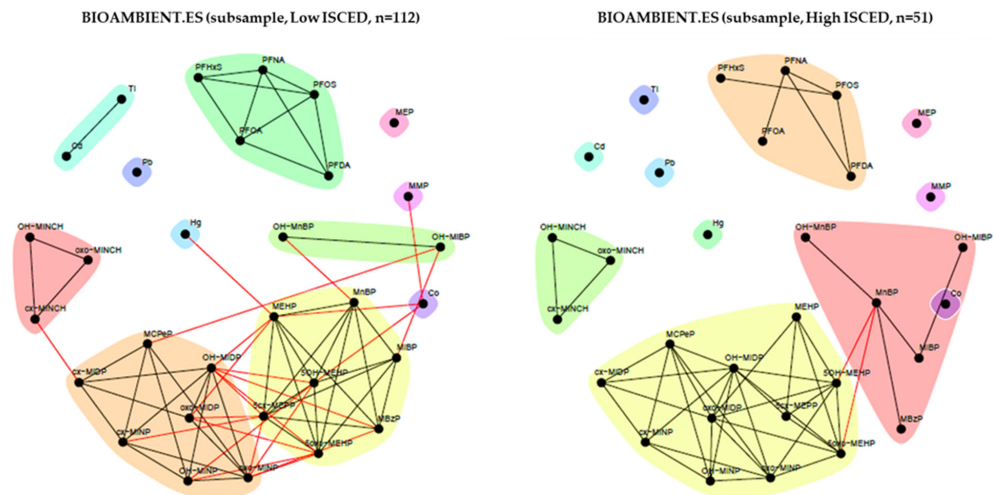 BIOAMBIENT.ES (subsample, Low ISCED, n=112)
PFHxS
PFNA
PFOS
PFOA
PFDA
Tl
Cd
Pb
MEP
MMP
Hg
OH-MnBP
OH-MIBP
OH-MINCH
oxo-MINCH
cx-MINCH
MEHP
MnBP
Co
MCPeP
OH-MIDP
MIBP
cx-MIDP
5OH-MEHP
oxo-MIDP
5cx-MEPP
MBzP
cx-MINP
5oxo-MEHP
OH-MINP
oxo-MINP
BIOAMBIENT.ES (subsample, High ISCED, n=51)
PFHxS
PFNA
PFOS
PFOA
PFDA
Tl
Cd
Pb
MEP
MMP
Hg
OH-MnBP
OH-MIBP
OH-MINCH
oxo-MINCH
cx-MINCH
MEHP
MnBP
Co
MCPeP
OH-MIDP
MIBP
cx-MIDP
5OH-MEHP
oxo-MIDP
5cx-MEPP
MBzP
cx-MINP
5oxo-MEHP
OH-MINP
oxo-MINP